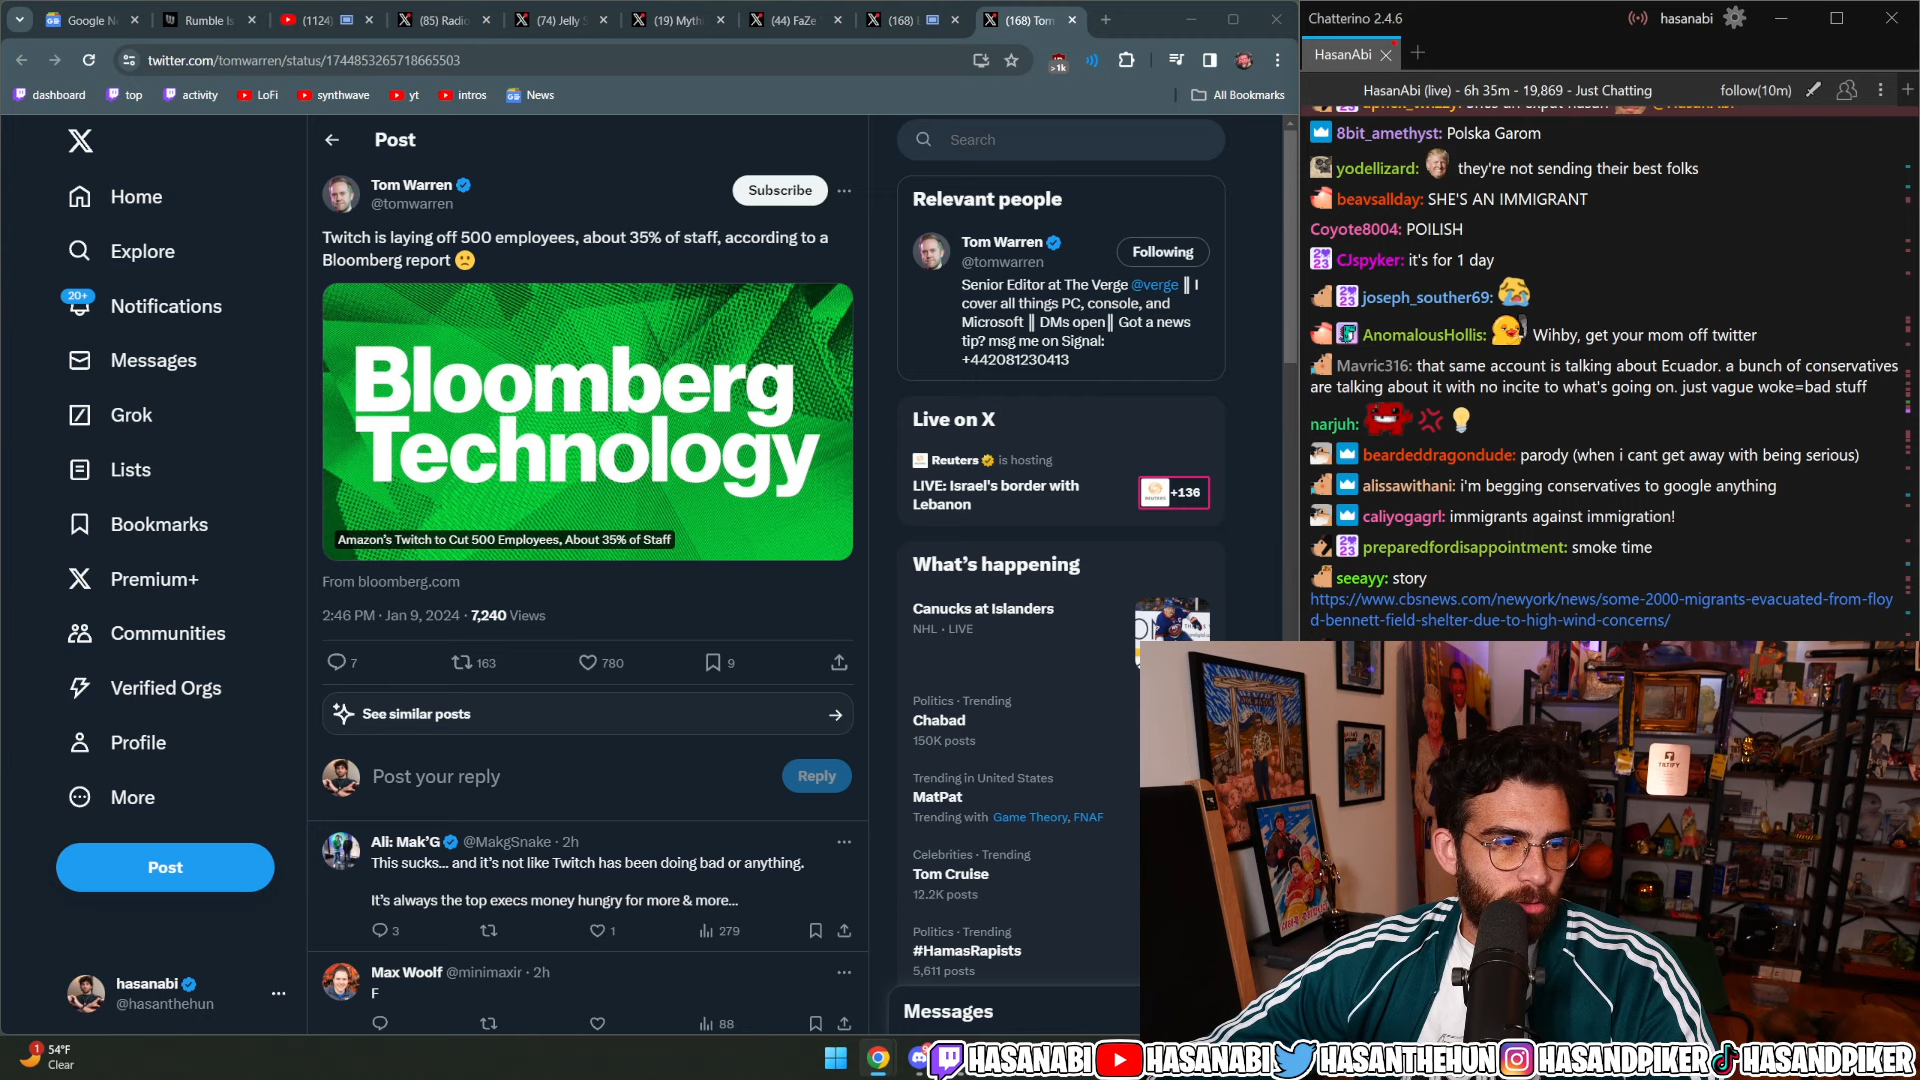 Google N
Rumble Is
(1124)
(85) Radio
(74) Jelly S
(19) Mythi
(44) FaZe
(168)
(168) Tom
twitter.com/tomwarren/status/1744853265718665503
>1k
dashboard
top
activity
LoFi
synthwave
yt
intros
News
All Bookmarks
Home
Explore
20+
Notifications
Messages
Grok
Lists
Bookmarks
Premium+
Communities
Verified Orgs
Profile
More
Post
hasanabi
@hasanthehun
Post
Tom Warren
@tomwarren
Subscribe
Twitch is laying off 500 employees, about 35% of staff, according to a
Bloomberg report 🙁
Bloomberg
Technology
Amazon's Twitch to Cut 500 Employees, About 35% of Staff
From bloomberg.com
2:46 PM · Jan 9, 2024 · 7,240 Views
7
163
780
9
See similar posts
Post your reply
Reply
Ali: Mak'G @MakgSnake · 2h
This sucks... and it's not like Twitch has been doing bad or anything.
It's always the top execs money hungry for more & more...
3
1
279
Max Woolf @minimaxir · 2h
F
88
Search
Relevant people
Tom Warren
@tomwarren
Following
Senior Editor at The Verge @verge ‖ I
cover all things PC, console, and
Microsoft ‖ DMs open‖ Got a news
tip? msg me on Signal:
+442081230413
Live on X
Reuters is hosting
LIVE: Israel's border with
Lebanon
+136
What's happening
Canucks at Islanders
NHL · LIVE
Politics · Trending
Chabad
150K posts
Trending in United States
MatPat
Trending with Game Theory, FNAF
Celebrities · Trending
Tom Cruise
12.2K posts
Politics · Trending
#HamasRapists
5,611 posts
Messages
Chatterino 2.4.6
hasanabi
HasanAbi
HasanAbi (live) - 6h 35m - 19,869 - Just Chatting
follow(10m)
8bit_amethyst: Polska Garom
yodellizard: they're not sending their best folks
beavsallday: SHE'S AN IMMIGRANT
Coyote8004: POILISH
CJspyker: it's for 1 day
joseph_souther69:
AnomalousHollis: Wihby, get your mom off twitter
Mavric316: that same account is talking about Ecuador. a bunch of conservatives
are talking about it with no incite to what's going on. just vague woke=bad stuff
narjuh:
beardeddragondude: parody (when i cant get away with being serious)
alissawithani: i'm begging conservatives to google anything
caliyogagrl: immigrants against immigration!
preparedfordisappointment: smoke time
seeayy: story
https://www.cbsnews.com/newyork/news/some-2000-migrants-evacuated-from-floy
d-bennett-field-shelter-due-to-high-wind-concerns/
TILTIFY
1
54°F
Clear
HASANABI
HASANABI
HASANTHEHUN
HASANDPIKER
HASANDPIKER